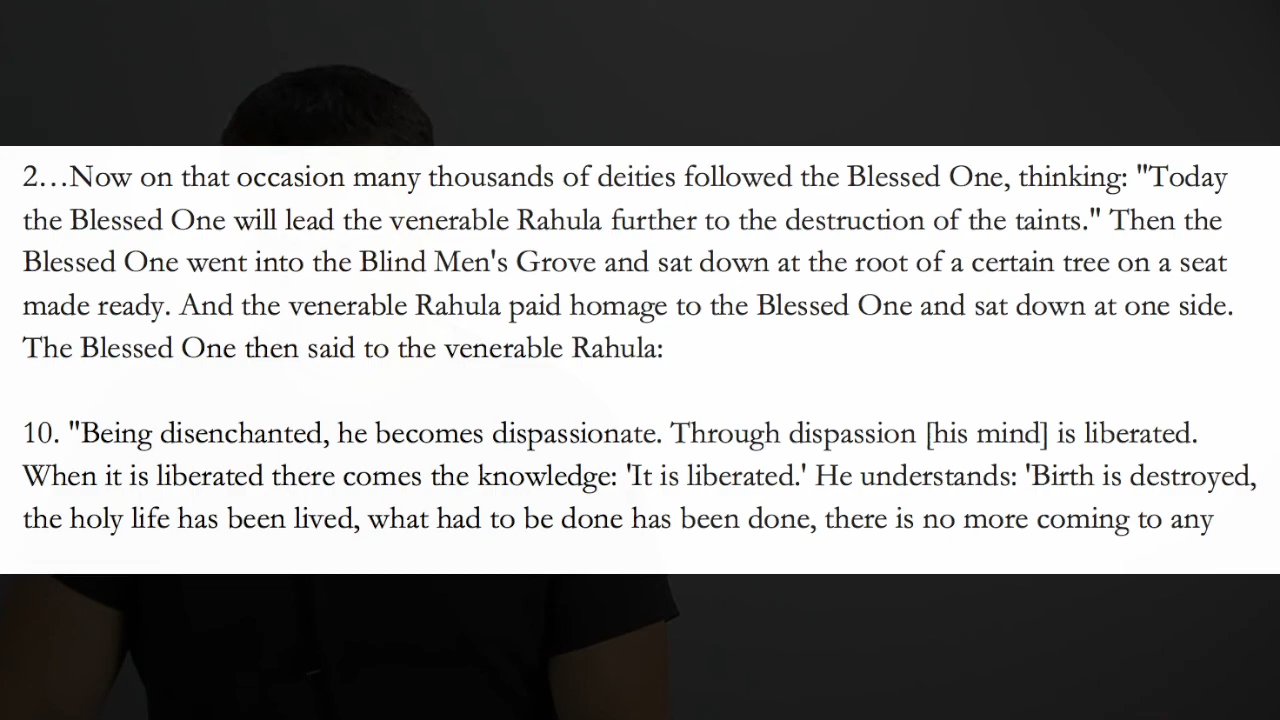 2…Now on that occasion many thousands of deities followed the Blessed One, thinking: "Today
the Blessed One will lead the venerable Rahula further to the destruction of the taints." Then the
Blessed One went into the Blind Men's Grove and sat down at the root of a certain tree on a seat
made ready. And the venerable Rahula paid homage to the Blessed One and sat down at one side.
The Blessed One then said to the venerable Rahula:
10. "Being disenchanted, he becomes dispassionate. Through dispassion [his mind] is liberated.
When it is liberated there comes the knowledge: 'It is liberated.' He understands: 'Birth is destroyed,
the holy life has been lived, what had to be done has been done, there is no more coming to any